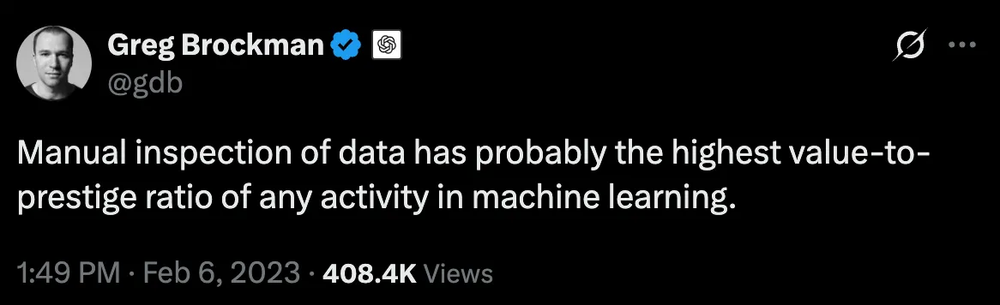 Greg Brockman
@gdb
Manual inspection of data has probably the highest value-to-
prestige ratio of any activity in machine learning.
1:49 PM · Feb 6, 2023 · 408.4K Views